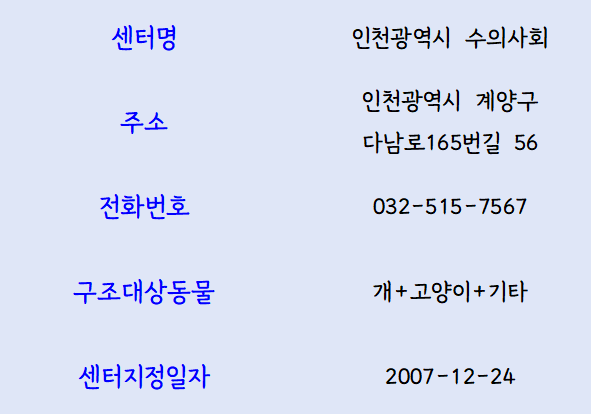 센터명 인천광역시 수의사회
주소 인천광역시 계양구
다남로165번길 56
전화번호 032-515-7567
구조대상동물 개+고양이+기타
센터지정일자 2007-12-24